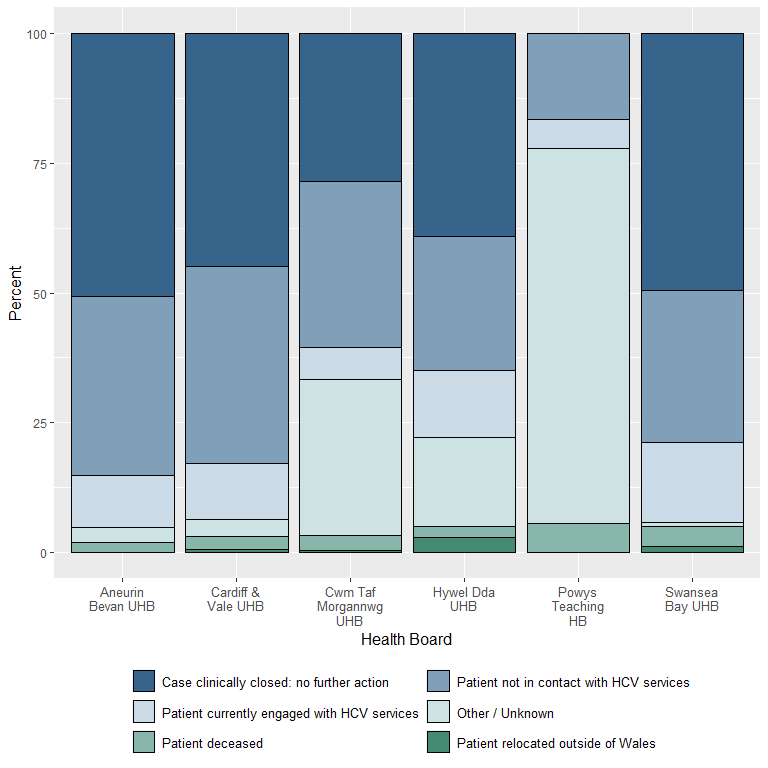 100
75
50
25
0
Percent
Aneurin
Bevan UHB
Cardiff &
Vale UHB
Cwm Taf
Morgannwg
UHB
Hywel Dda
UHB
Powys
Teaching
HB
Swansea
Bay UHB
Health Board
Case clinically closed: no further action
Patient not in contact with HCV services
Patient currently engaged with HCV services
Other / Unknown
Patient deceased
Patient relocated outside of Wales